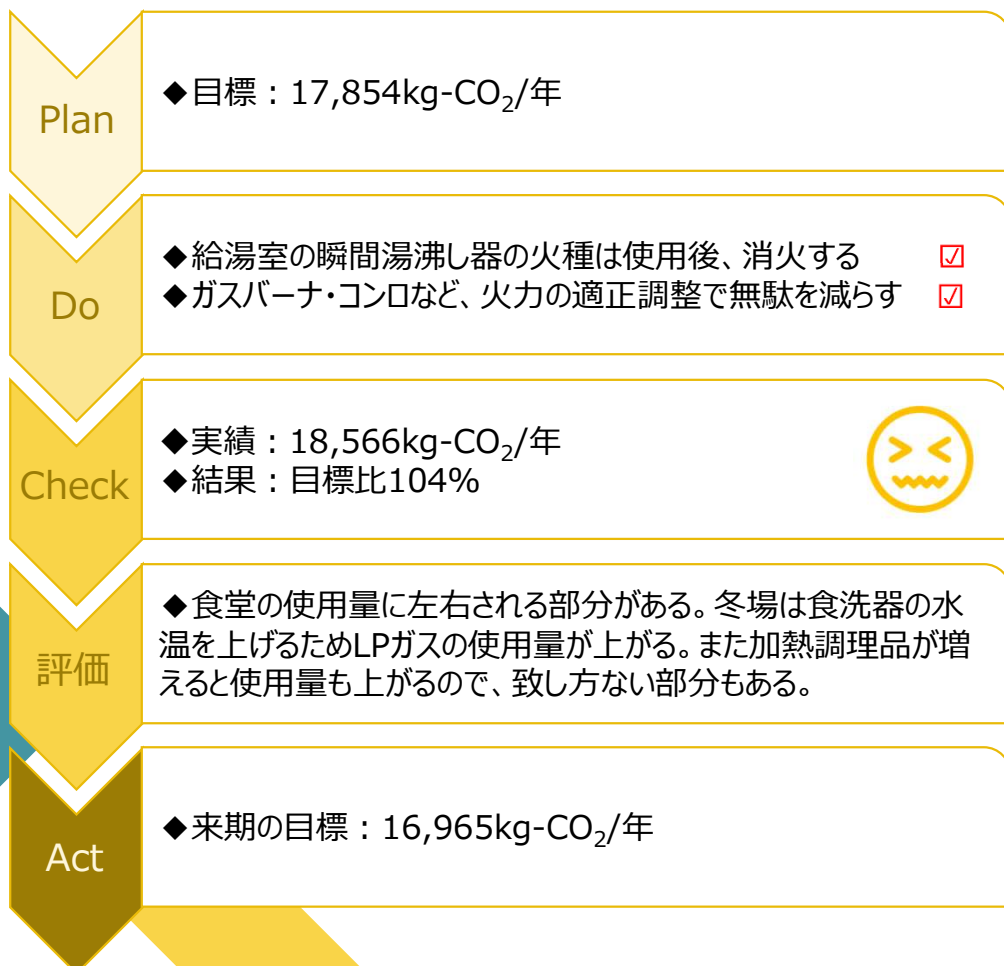 Plan
◆目標：17,854kg-CO₂/年
Do
◆給湯室の瞬間湯沸し器の火種は使用後、消火する ☑
◆ガスバーナ・コンロなど、火力の適正調整で無駄を減らす ☑
Check
◆実績：18,566kg-CO₂/年
◆結果：目標比104%
評価
◆食堂の使用量に左右される部分がある。冬場は食洗器の水
温を上げるためLPガスの使用量が上がる。また加熱調理品が増
えると使用量も上がるので、致し方ない部分もある。
Act
◆来期の目標：16,965kg-CO₂/年